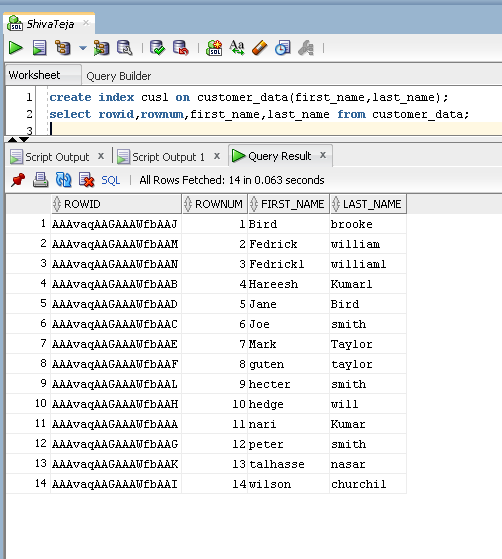 ShivaTeja
Worksheet Query Builder
1 create index cus1 on customer_data(first_name,last_name);
2 select rowid,rownum,first_name,last_name from customer_data;
3
Script Output Script Output 1 Query Result
SQL All Rows Fetched: 14 in 0.063 seconds
ROWID ROWNUM FIRST_NAME LAST_NAME
1 AAAvaqAAGAAAWfbAAJ 1 Bird brooke
2 AAAvaqAAGAAAWfbAAM 2 Fedrick william
3 AAAvaqAAGAAAWfbAAN 3 Fedrick1 william1
4 AAAvaqAAGAAAWfbAAB 4 Hareesh Kumar1
5 AAAvaqAAGAAAWfbAAD 5 Jane Bird
6 AAAvaqAAGAAAWfbAAC 6 Joe smith
7 AAAvaqAAGAAAWfbAAE 7 Mark Taylor
8 AAAvaqAAGAAAWfbAAF 8 guten taylor
9 AAAvaqAAGAAAWfbAAL 9 hecter smith
10 AAAvaqAAGAAAWfbAAH 10 hedge will
11 AAAvaqAAGAAAWfbAAA 11 nari Kumar
12 AAAvaqAAGAAAWfbAAG 12 peter smith
13 AAAvaqAAGAAAWfbAAK 13 talhasse nasar
14 AAAvaqAAGAAAWfbAAI 14 wilson churchil